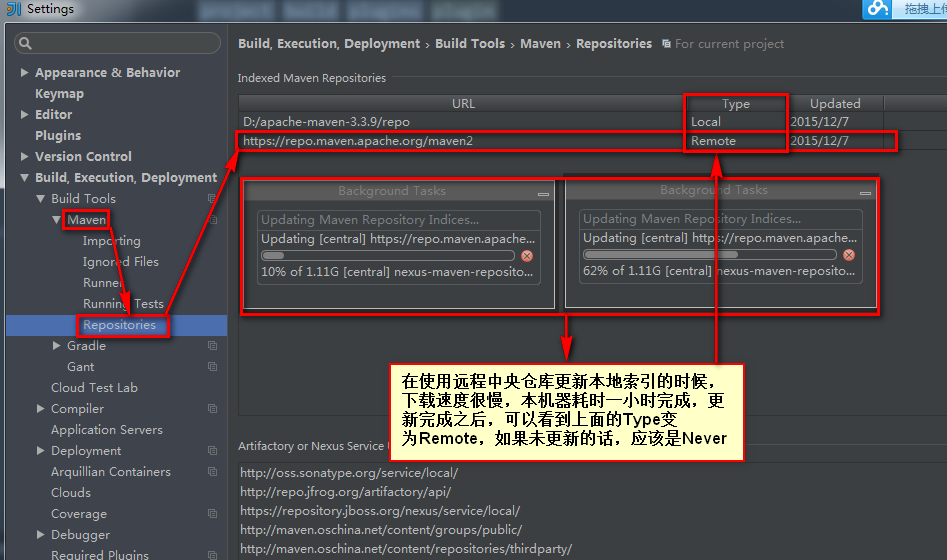 Settings
拖拽上传
Build, Execution, Deployment › Build Tools › Maven › Repositories For current project
Appearance & Behavior
Keymap
Editor
Plugins
Version Control
Build, Execution, Deployment
Build Tools
Maven
Importing
Ignored Files
Runner
Running Tests
Repositories
Gradle
Gant
Cloud Test Lab
Compiler
Application Servers
Deployment
Arquillian Containers
Clouds
Coverage
Debugger
Required Plugins
Indexed Maven Repositories
URL Type Updated
D:/apache-maven-3.3.9/repo Local 2015/12/7
https://repo.maven.apache.org/maven2 Remote 2015/12/7
Background Tasks
Updating Maven Repository Indices...
Updating [central] https://repo.maven.apache...
10% of 1.11G [central] nexus-maven-reposito...
Background Tasks
Updating Maven Repository Indices...
Updating [central] https://repo.maven.apache...
62% of 1.11G [central] nexus-maven-reposito...
在使用远程中央仓库更新本地索引的时候，
下载速度很慢，本机器耗时一小时完成，更
新完成之后，可以看到上面的Type变
为Remote，如果未更新的话，应该是Never
Artifactory or Nexus Service
http://oss.sonatype.org/service/local/
http://repo.jfrog.org/artifactory/api/
https://repository.jboss.org/nexus/service/local/
http://maven.oschina.net/content/groups/public/
http://maven.oschina.net/content/repositories/thirdparty/